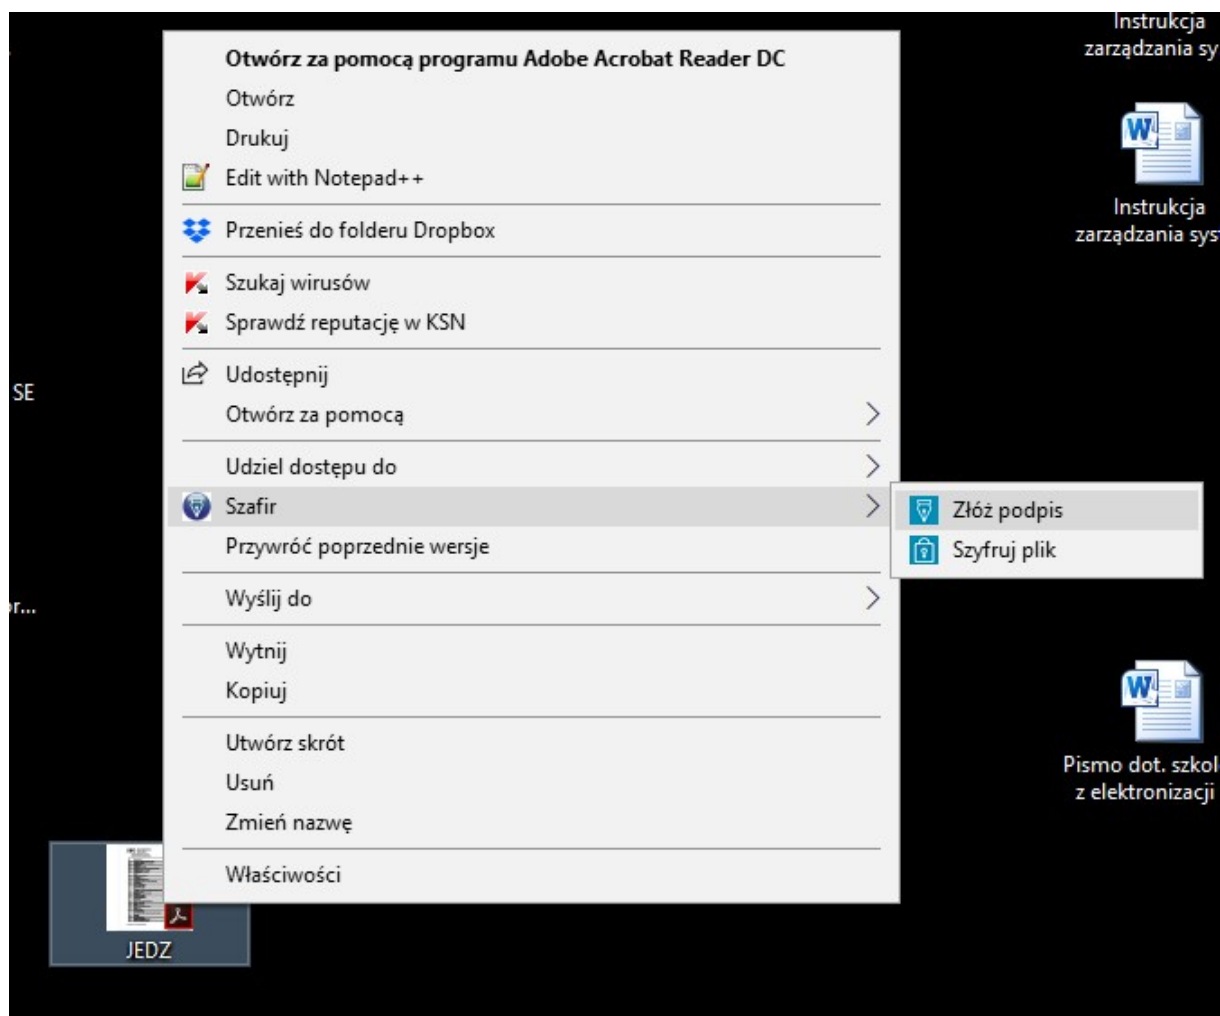 Otwórz za pomocą programu Adobe Acrobat Reader DC
Otwórz
Drukuj
Edit with Notepad++
Przenieś do folderu Dropbox
Szukaj wirusów
Sprawdź reputację w KSN
Udostępnij
Otwórz za pomocą
Udziel dostępu do
Szafir
Przywróć poprzednie wersje
Wyślij do
Wytnij
Kopiuj
Utwórz skrót
Usuń
Zmień nazwę
Właściwości
Złóż podpis
Szyfruj plik
SE
or...
JEDZ
Instrukcja
zarządzania sy
Instrukcja
zarządzania sys
Pismo dot. szkol
z elektronizacji